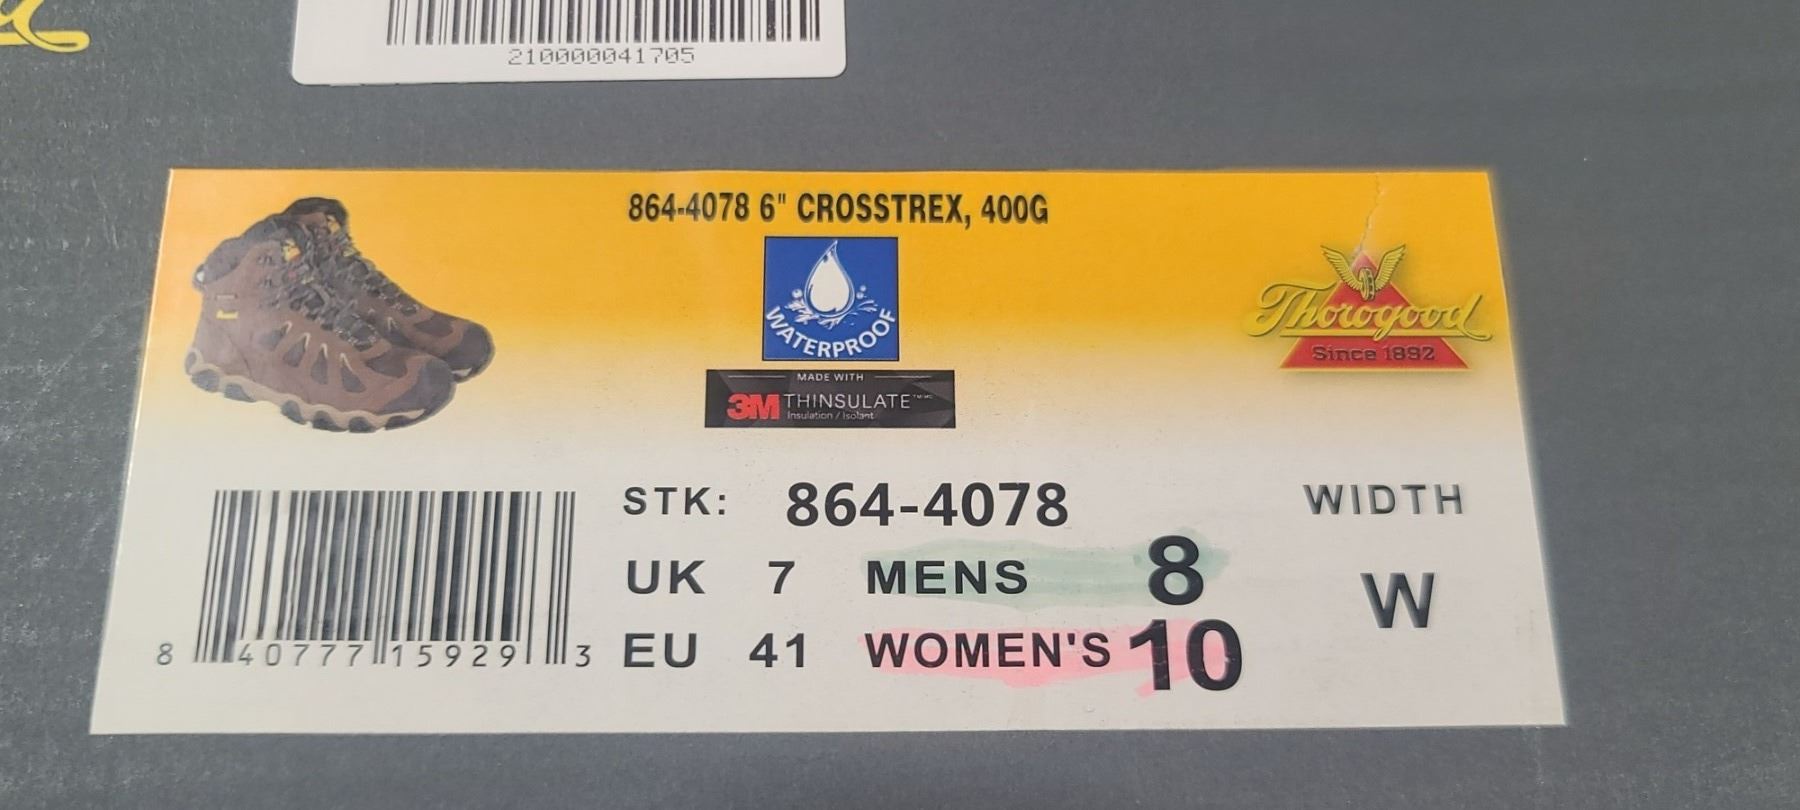 210000041705
864-4078 6" CROSSTREX, 400G
WATERPROOF
MADE WITH
3M THINSULATE
Insulation / Isolant
Thorogood
Since 1892
STK: 864-4078
WIDTH
UK 7 MENS 8
W
EU 41 WOMEN'S 10
8 40777 15929 3